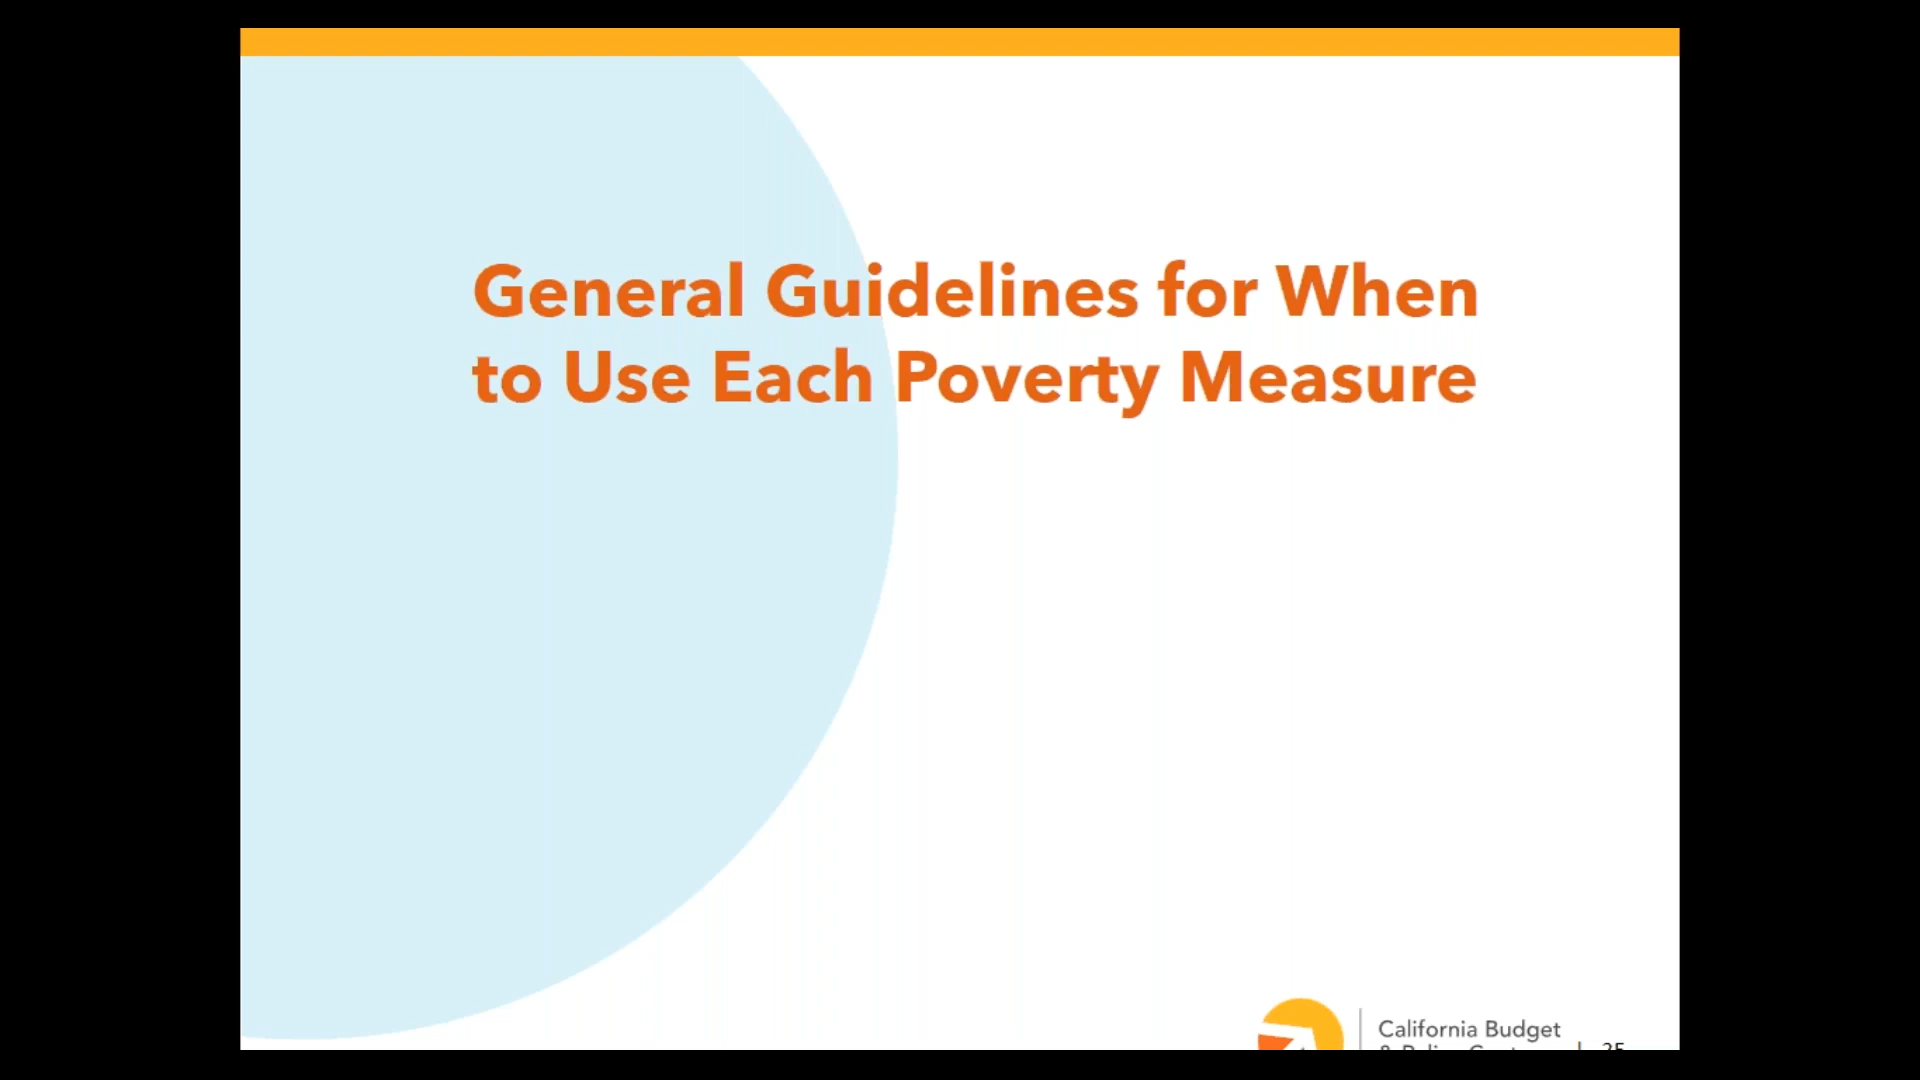 General Guidelines for When
to Use Each Poverty Measure
California Budget